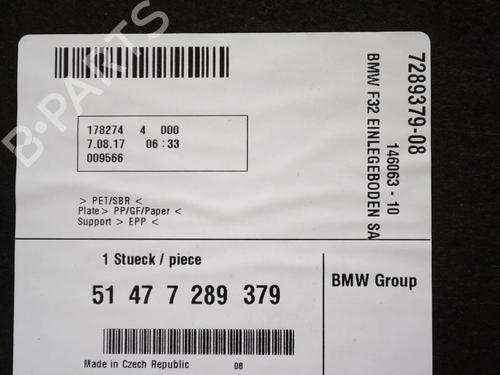 178274 4 000
7.08.17 06:33
009566
> PET/SBR <
Plate> PP/GF/Paper <
Support > EPP <
1 Stueck / piece
51 47 7 289 379
Made in Czech Republic 08
BMW Group
7289379-08
146063 - 10
BMW F32 EINLEGEBODEN SA
B-PARTS